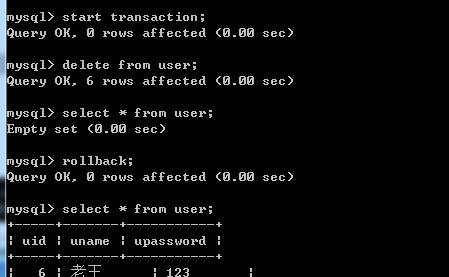 mysql> start transaction;
Query OK, 0 rows affected (0.00 sec)
mysql> delete from user;
Query OK, 6 rows affected (0.00 sec)
mysql> select * from user;
Empty set (0.00 sec)
mysql> rollback;
Query OK, 0 rows affected (0.00 sec)
mysql> select * from user;
+-----+-------+-----------+
| uid | uname | upassword |
+-----+-------+-----------+
| 6 | 老王 | 123 |